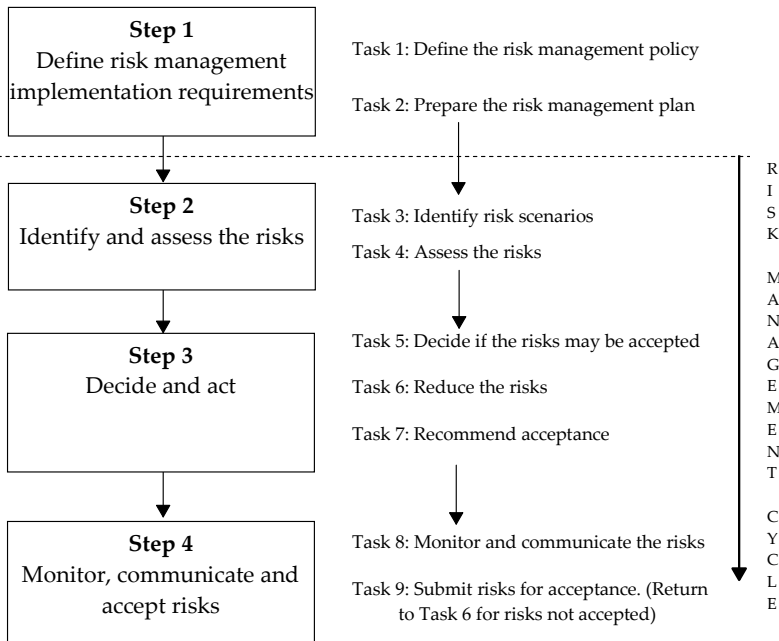 Step 1
Define risk management
implementation requirements
Task 1: Define the risk management policy
Task 2: Prepare the risk management plan
Step 2
Identify and assess the risks
Task 3: Identify risk scenarios
Task 4: Assess the risks
Step 3
Decide and act
Task 5: Decide if the risks may be accepted
Task 6: Reduce the risks
Task 7: Recommend acceptance
Step 4
Monitor, communicate and
accept risks
Task 8: Monitor and communicate the risks
Task 9: Submit risks for acceptance. (Return
to Task 6 for risks not accepted)
RISK MANAGEMENT CYCLE